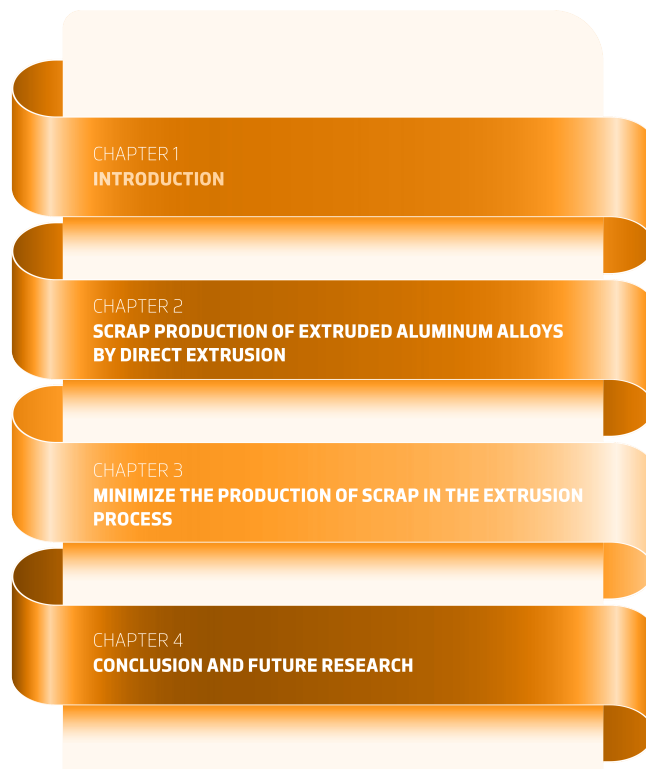 CHAPTER 1
INTRODUCTION
CHAPTER 2
SCRAP PRODUCTION OF EXTRUDED ALUMINUM ALLOYS
BY DIRECT EXTRUSION
CHAPTER 3
MINIMIZE THE PRODUCTION OF SCRAP IN THE EXTRUSION
PROCESS
CHAPTER 4
CONCLUSION AND FUTURE RESEARCH